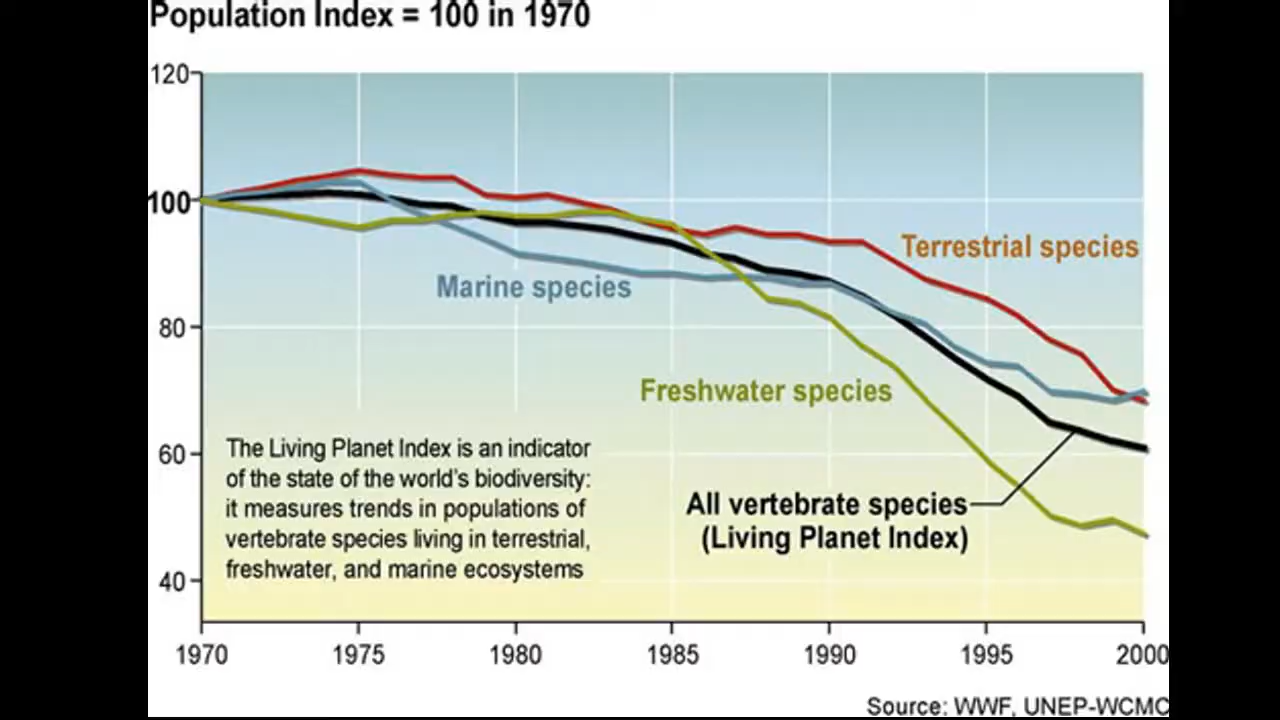 Population Index = 100 in 1970
120
100
80
60
40
Terrestrial species
Marine species
Freshwater species
The Living Planet Index is an indicator
of the state of the world's biodiversity:
it measures trends in populations of
vertebrate species living in terrestrial,
freshwater, and marine ecosystems
All vertebrate species
(Living Planet Index)
1970 1975 1980 1985 1990 1995 2000
Source: WWF, UNEP-WCMC